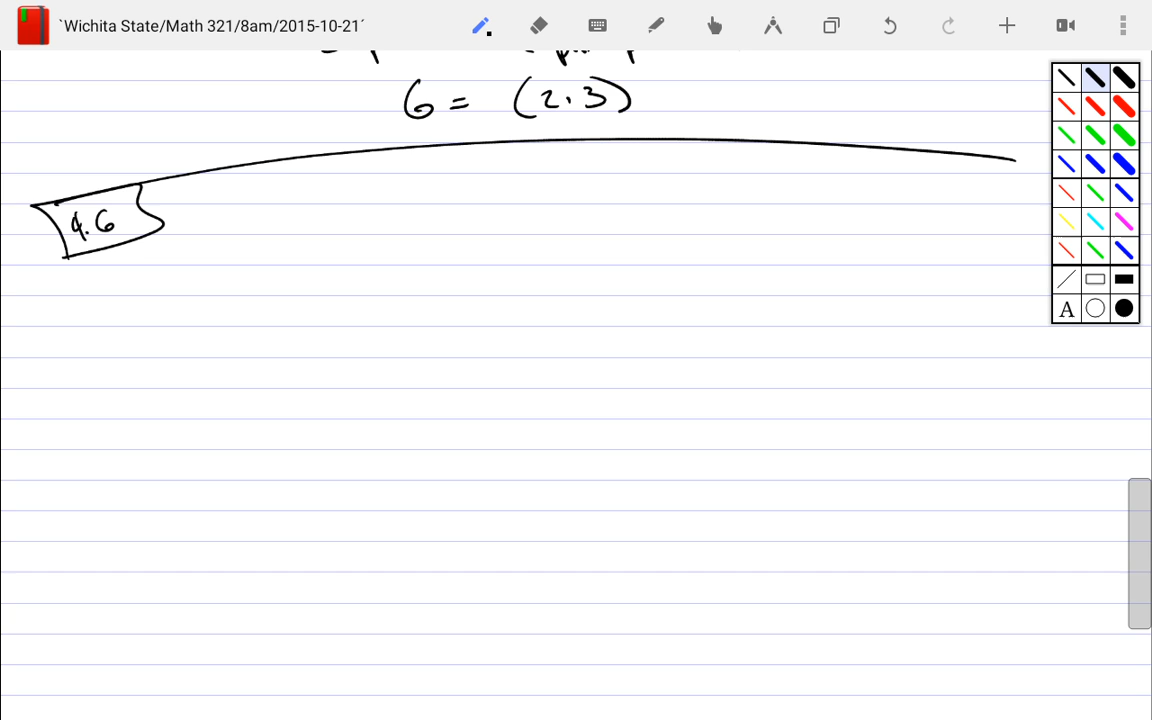 `Wichita State/Math 321/8am/2015-10-21´
6 = (2.3)
4.6
A